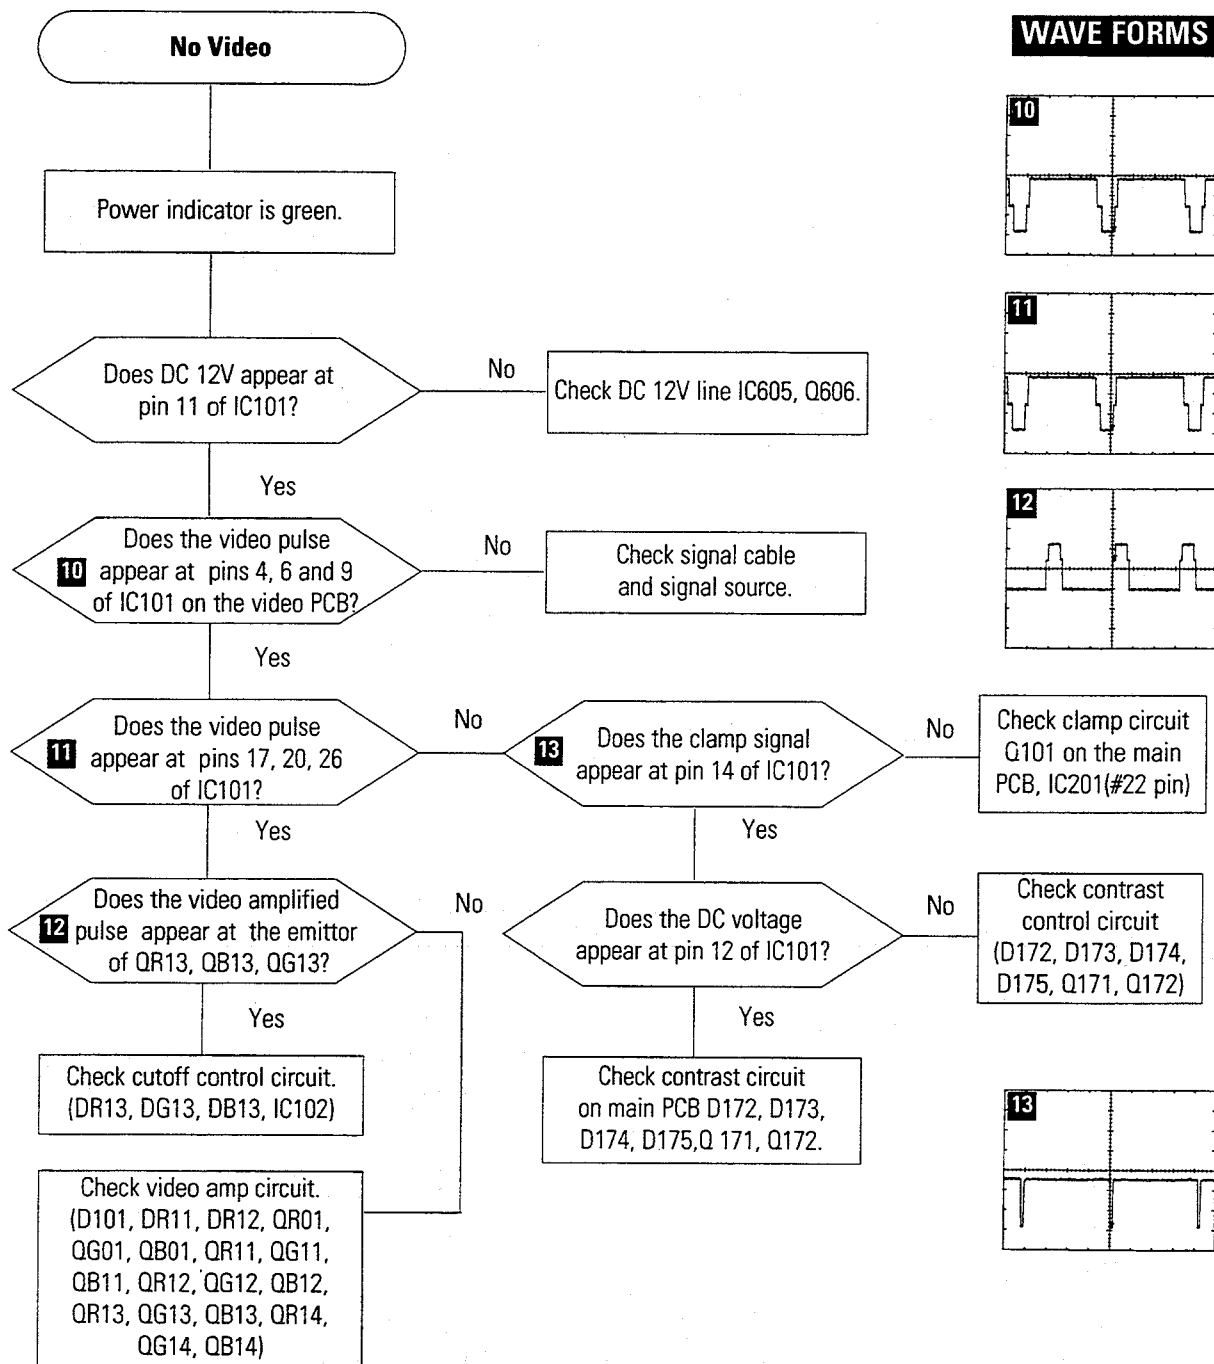 No Video
WAVE FORMS
10
Power indicator is green.
11
Does DC 12V appear at
pin 11 of IC101?
No
Check DC 12V line IC605, Q606.
Yes
12
Does the video pulse
10 appear at pins 4, 6 and 9
of IC101 on the video PCB?
No
Check signal cable
and signal source.
Yes
Does the video pulse
11 appear at pins 17, 20, 26
of IC101?
No
13 Does the clamp signal
appear at pin 14 of IC101?
No
Check clamp circuit
Q101 on the main
PCB, IC201(#22 pin)
Yes
Yes
Does the video amplified
12 pulse appear at the emittor
of QR13, QB13, QG13?
No
Does the DC voltage
appear at pin 12 of IC101?
No
Check contrast
control circuit
(D172, D173, D174,
D175, Q171, Q172)
Yes
Yes
Check cutoff control circuit.
(DR13, DG13, DB13, IC102)
Check contrast circuit
on main PCB D172, D173,
D174, D175,Q 171, Q172.
13
Check video amp circuit.
(D101, DR11, DR12, QR01,
QG01, QB01, QR11, QG11,
QB11, QR12, QG12, QB12,
QR13, QG13, QB13, QR14,
QG14, QB14)